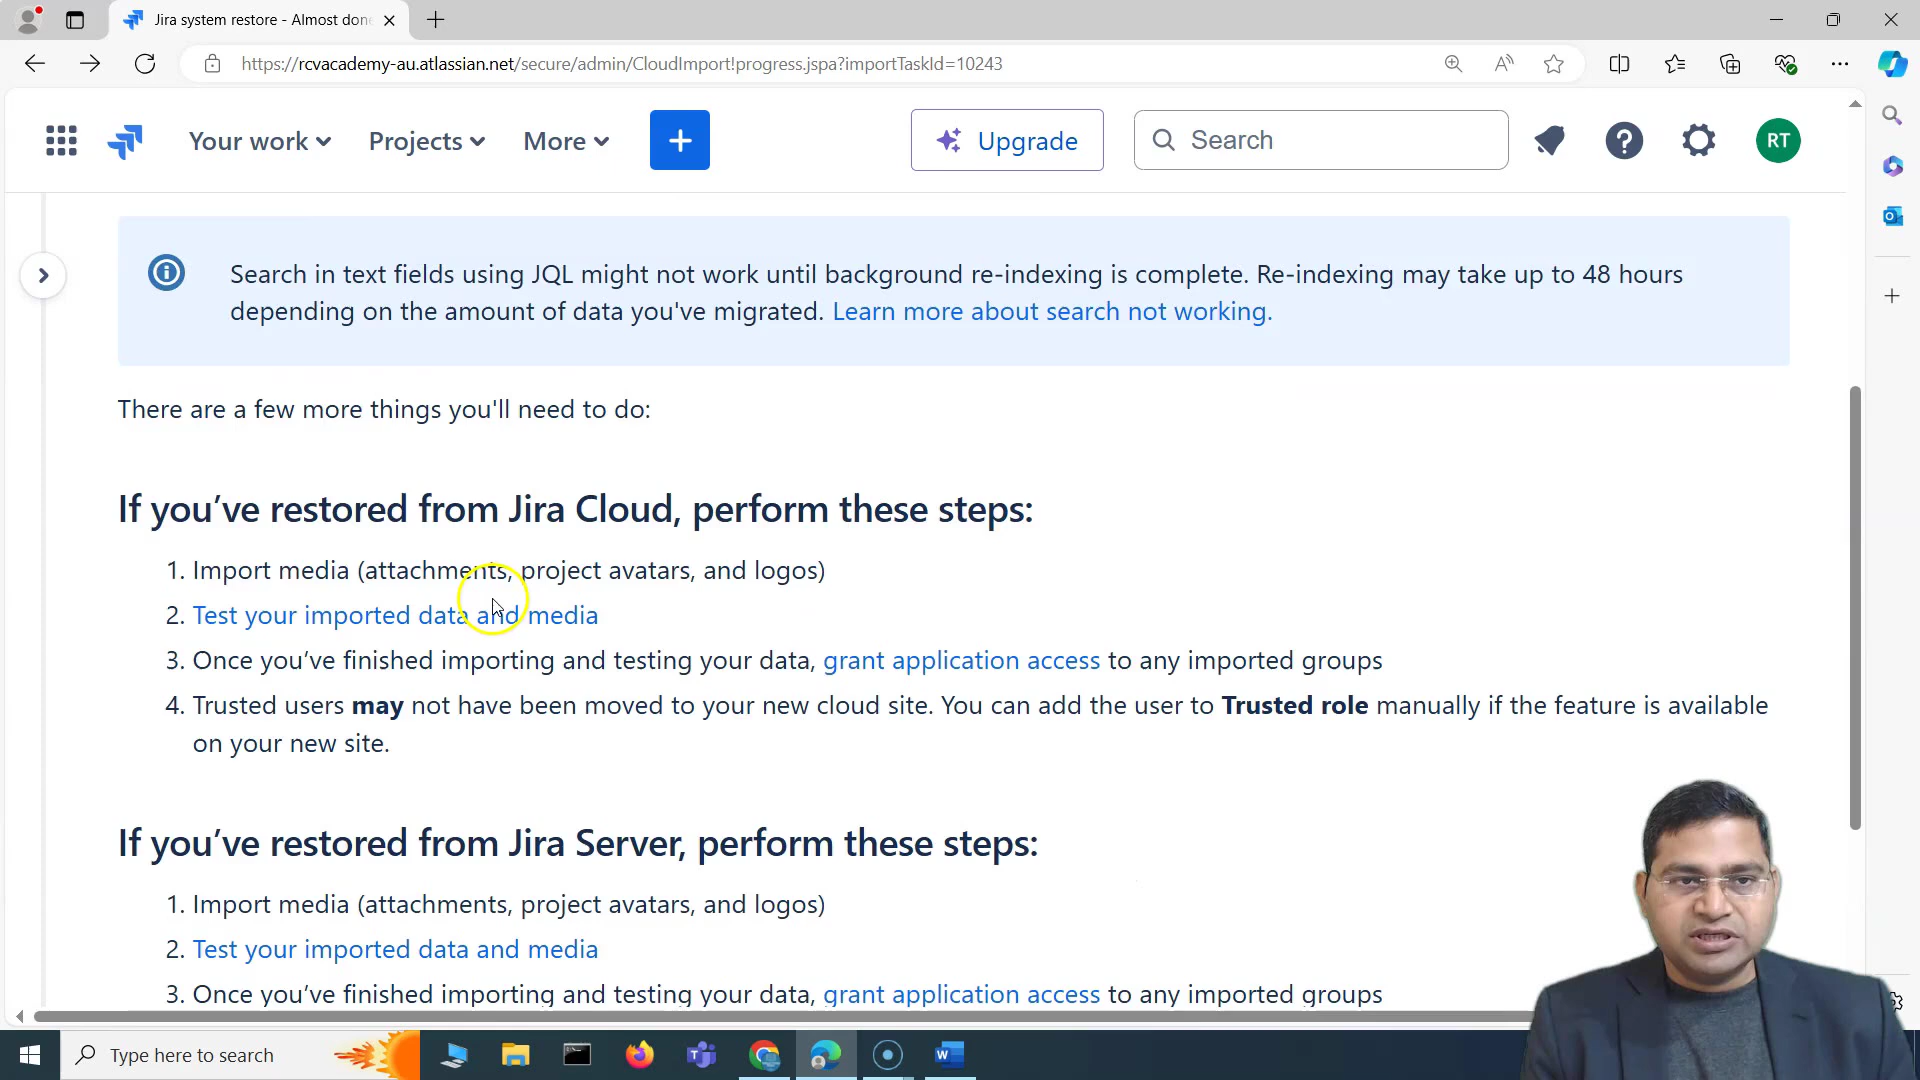 Jira system restore - Almost done
https://rcvacademy-au.atlassian.net/secure/admin/CloudImport!progress.jspa?importTaskId=10243
Your work
Projects
More
Upgrade
Search
RT
Search in text fields using JQL might not work until background re-indexing is complete. Re-indexing may take up to 48 hours
depending on the amount of data you've migrated. Learn more about search not working.
There are a few more things you'll need to do:
If you’ve restored from Jira Cloud, perform these steps:
1. Import media (attachments, project avatars, and logos)
2. Test your imported data and media
3. Once you’ve finished importing and testing your data, grant application access to any imported groups
4. Trusted users may not have been moved to your new cloud site. You can add the user to Trusted role manually if the feature is available
on your new site.
If you’ve restored from Jira Server, perform these steps:
1. Import media (attachments, project avatars, and logos)
2. Test your imported data and media
3. Once you’ve finished importing and testing your data, grant application access to any imported groups
Type here to search